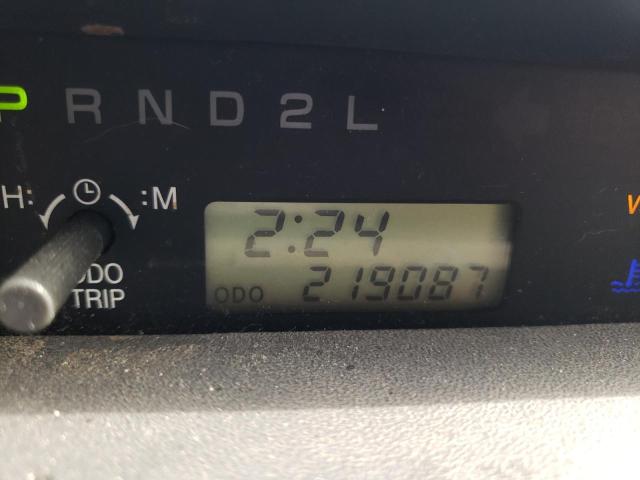 P R N D 2 L
H: :M
2:24
ODO
TRIP
ODO 219087